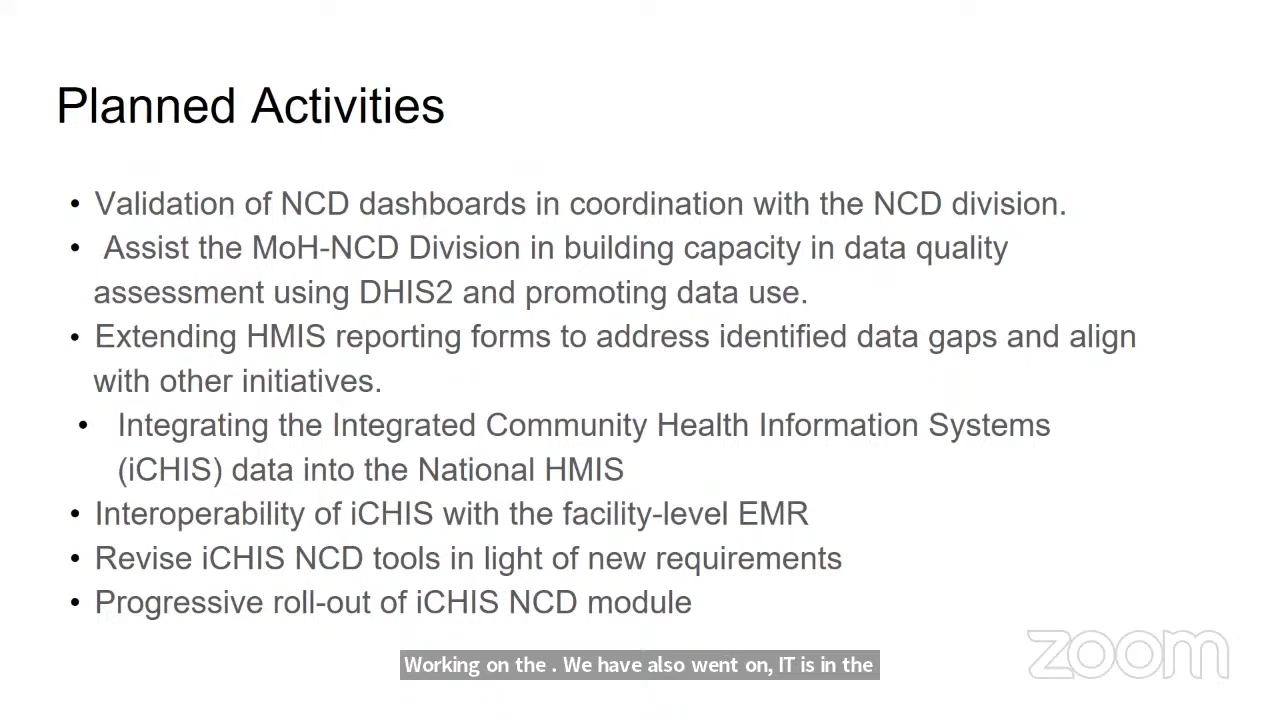 Planned Activities
• Validation of NCD dashboards in coordination with the NCD division.
• Assist the MoH-NCD Division in building capacity in data quality
assessment using DHIS2 and promoting data use.
• Extending HMIS reporting forms to address identified data gaps and align
with other initiatives.
• Integrating the Integrated Community Health Information Systems
(iCHIS) data into the National HMIS
• Interoperability of iCHIS with the facility-level EMR
• Revise iCHIS NCD tools in light of new requirements
• Progressive roll-out of iCHIS NCD module
zoom
Working on the . We have also went on, IT is in the